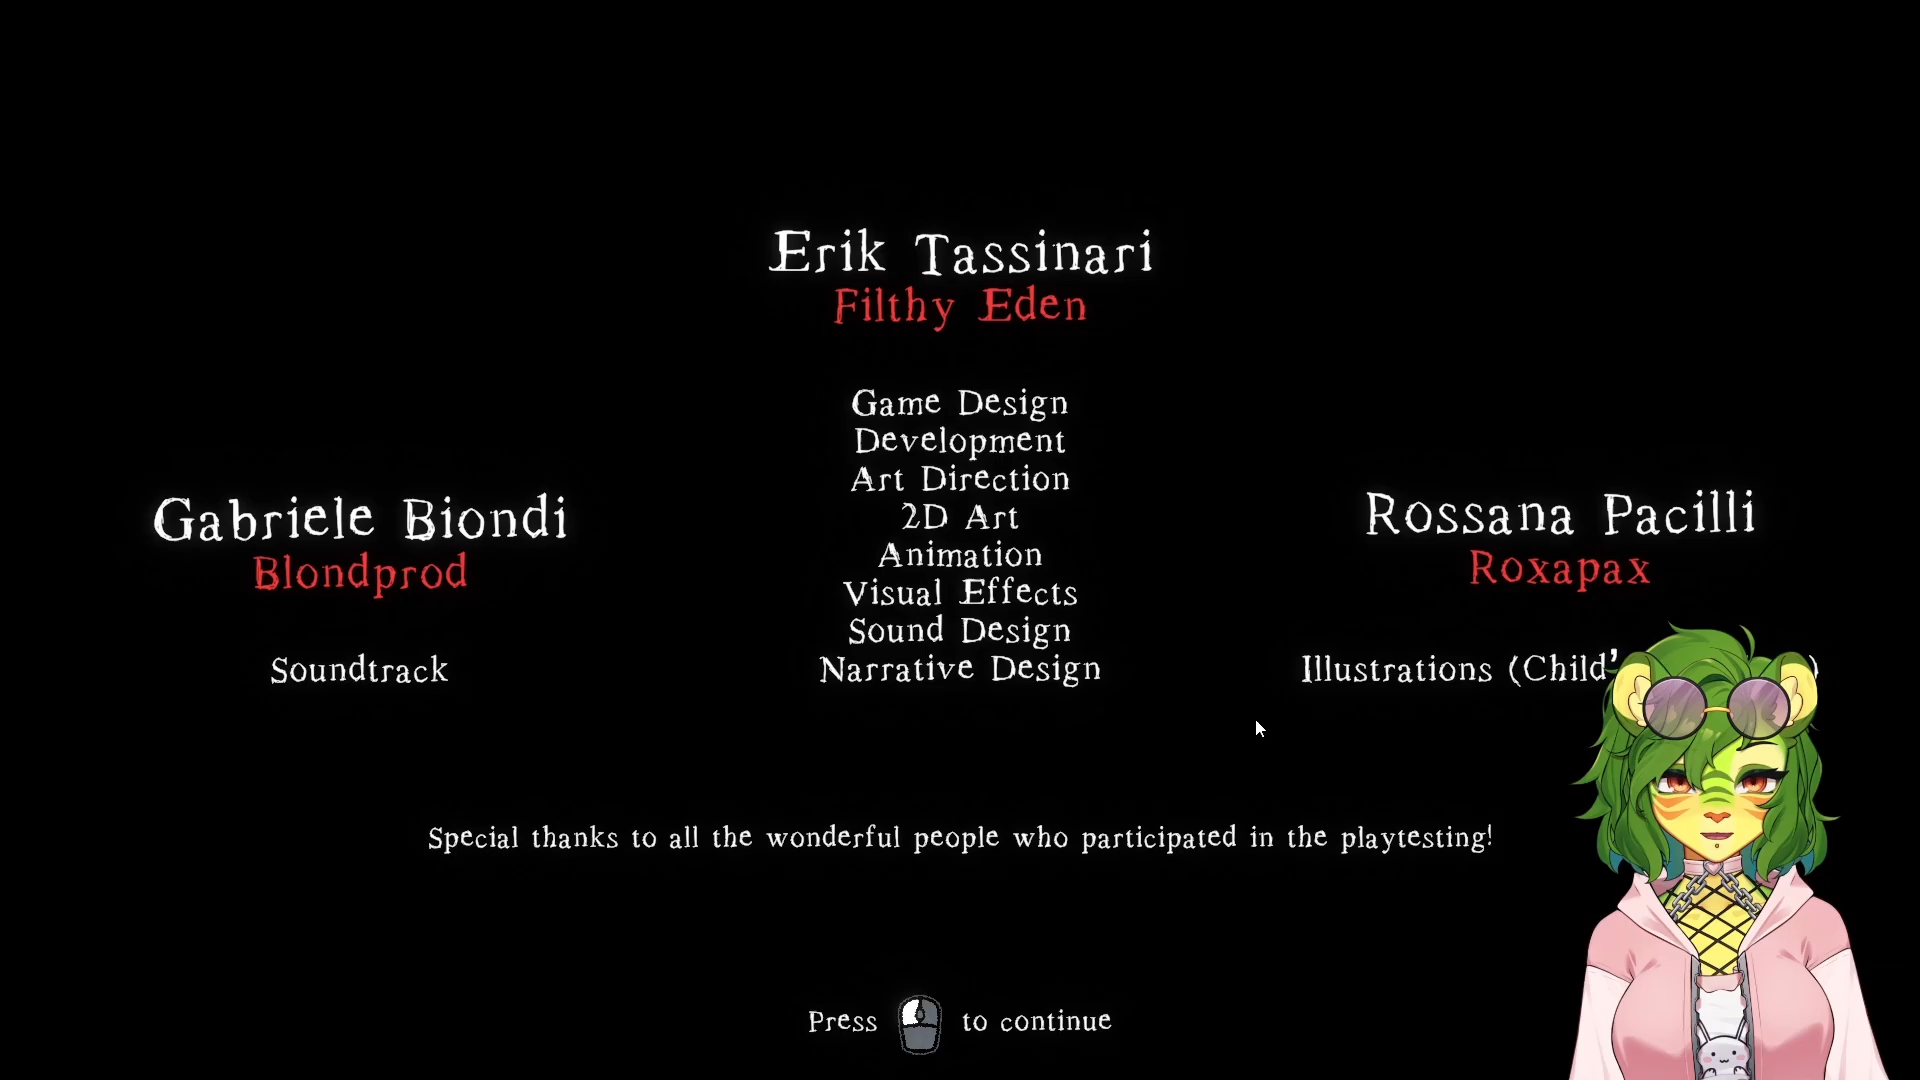 Erik Tassinari
Filthy Eden
Game Design
Development
Art Direction
2D Art
Animation
Visual Effects
Sound Design
Narrative Design
Gabriele Biondi
Blondprod
Soundtrack
Rossana Pacilli
Roxapax
Illustrations
Special thanks to all the wonderful people who participated in the playtesting!
Press to continue